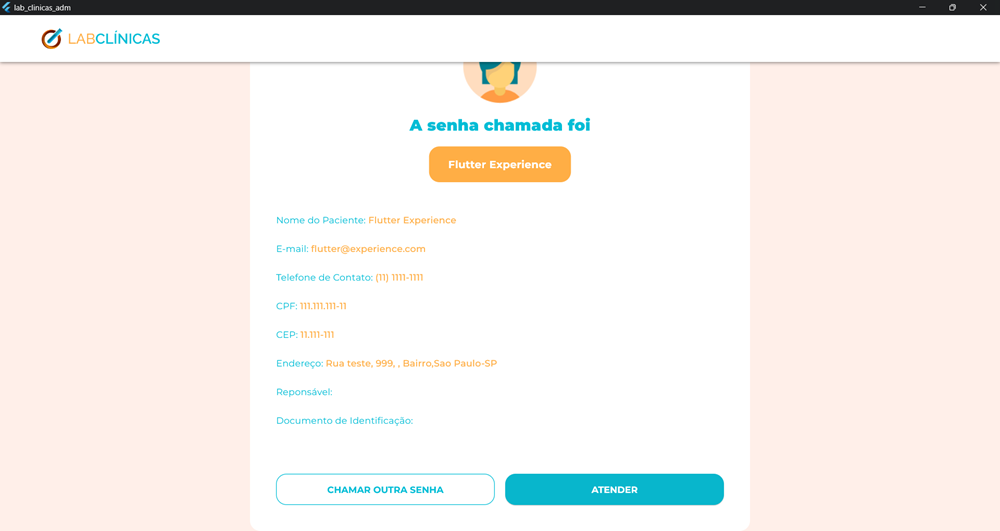 lab_clinicas_adm
LABCLÍNICAS
A senha chamada foi
Flutter Experience
Nome do Paciente: Flutter Experience
E-mail: flutter@experience.com
Telefone de Contato: (11) 1111-1111
CPF: 111.111.111-11
CEP: 11.111-111
Endereço: Rua teste, 999, , Bairro,Sao Paulo-SP
Reponsável:
Documento de Identificação:
CHAMAR OUTRA SENHA
ATENDER